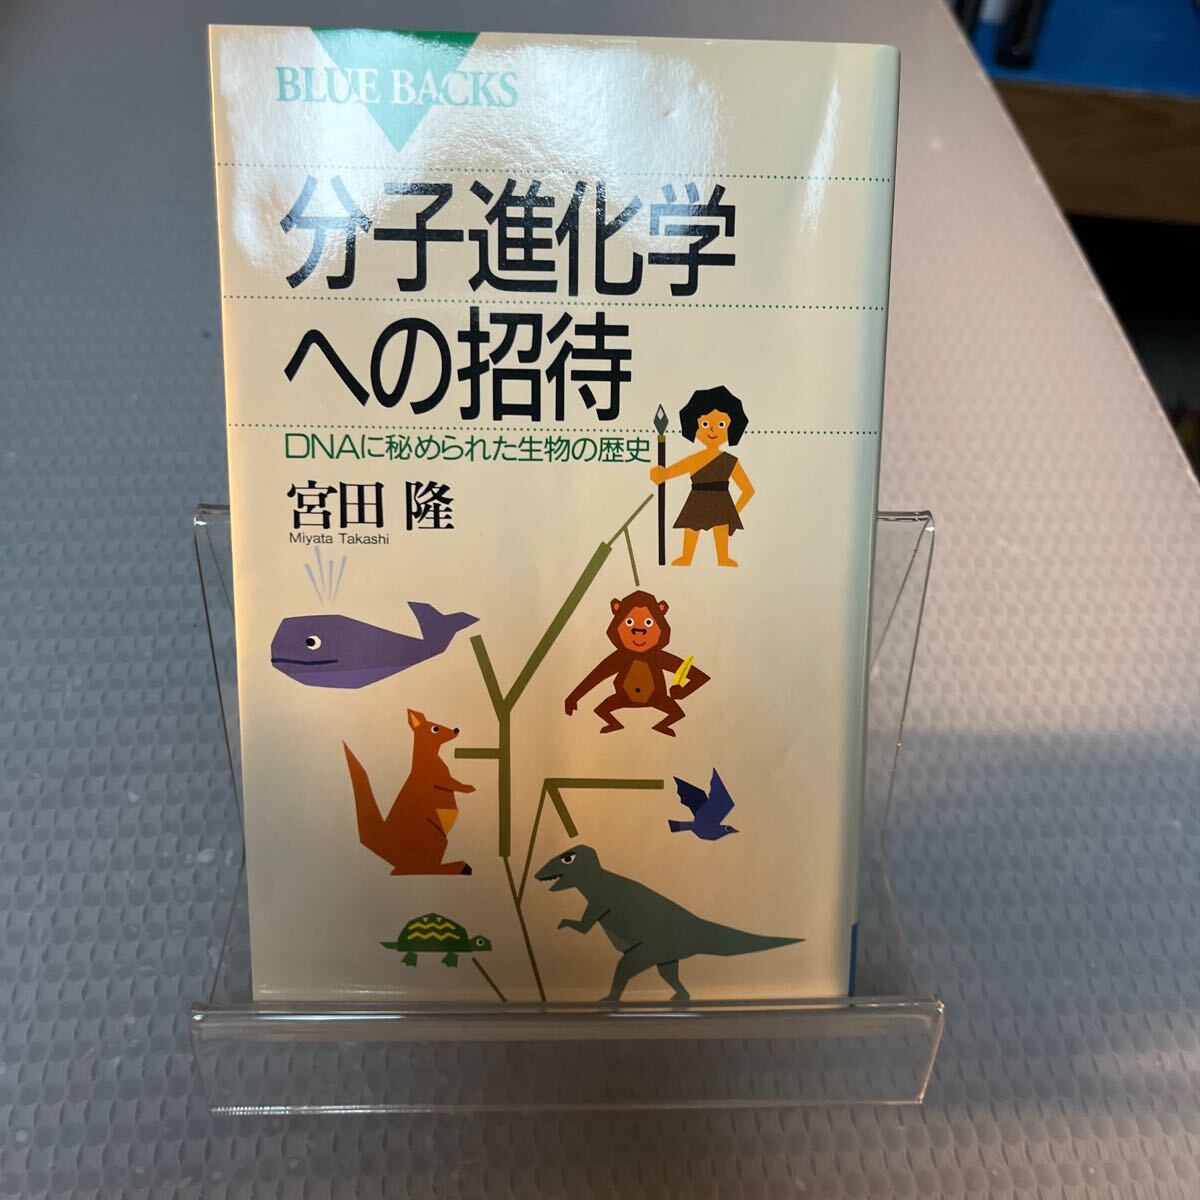 BLUE BACKS
分子進化学
への招待
DNAに秘められた生物の歴史
宮田 隆
Miyata Takashi